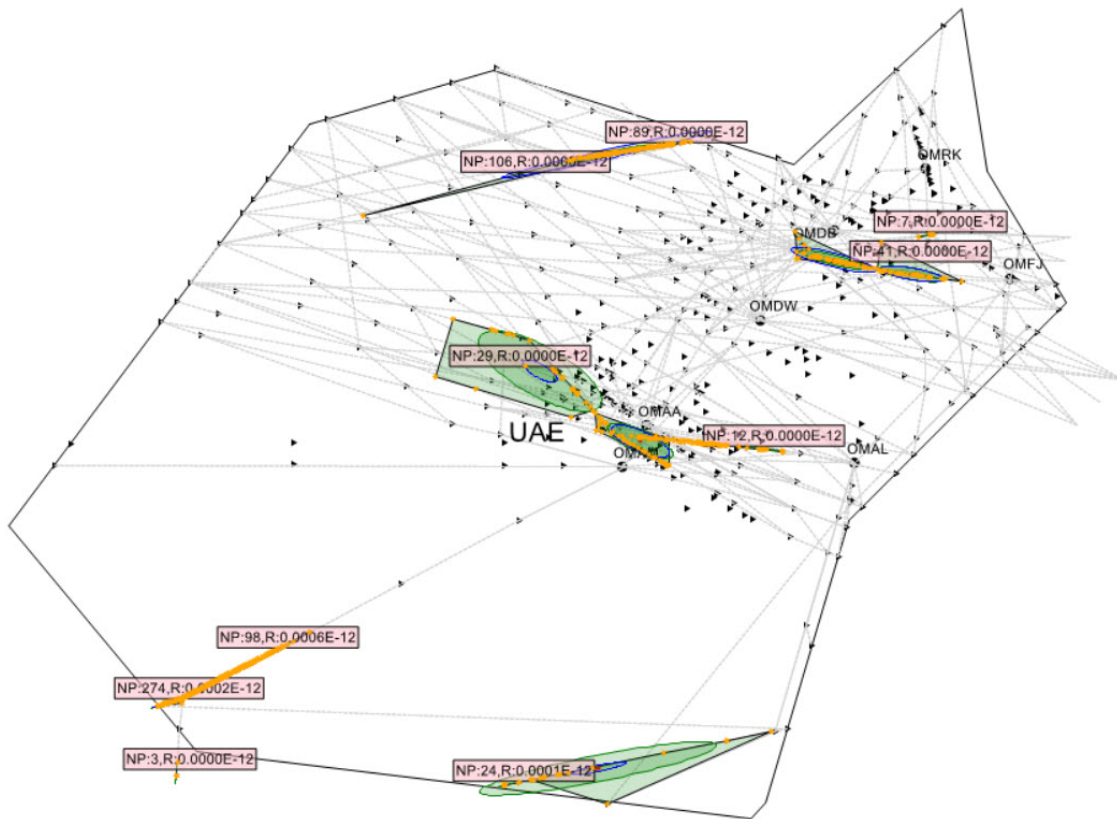 NP:89,R:0.0000E-12
NP:106,R:0.0000E-12
OMRK
NP:7,R:0.0000E-12
OMDB
NP:41,R:0.0000E-12
OMFJ
OMDW
NP:29,R:0.0000E-12
OMAA
UAE
NP:12,R:0.0000E-12
OMAL
NP:98,R:0.0006E-12
NP:274,R:0.0002E-12
NP:3,R:0.0000E-12
NP:24,R:0.0001E-12